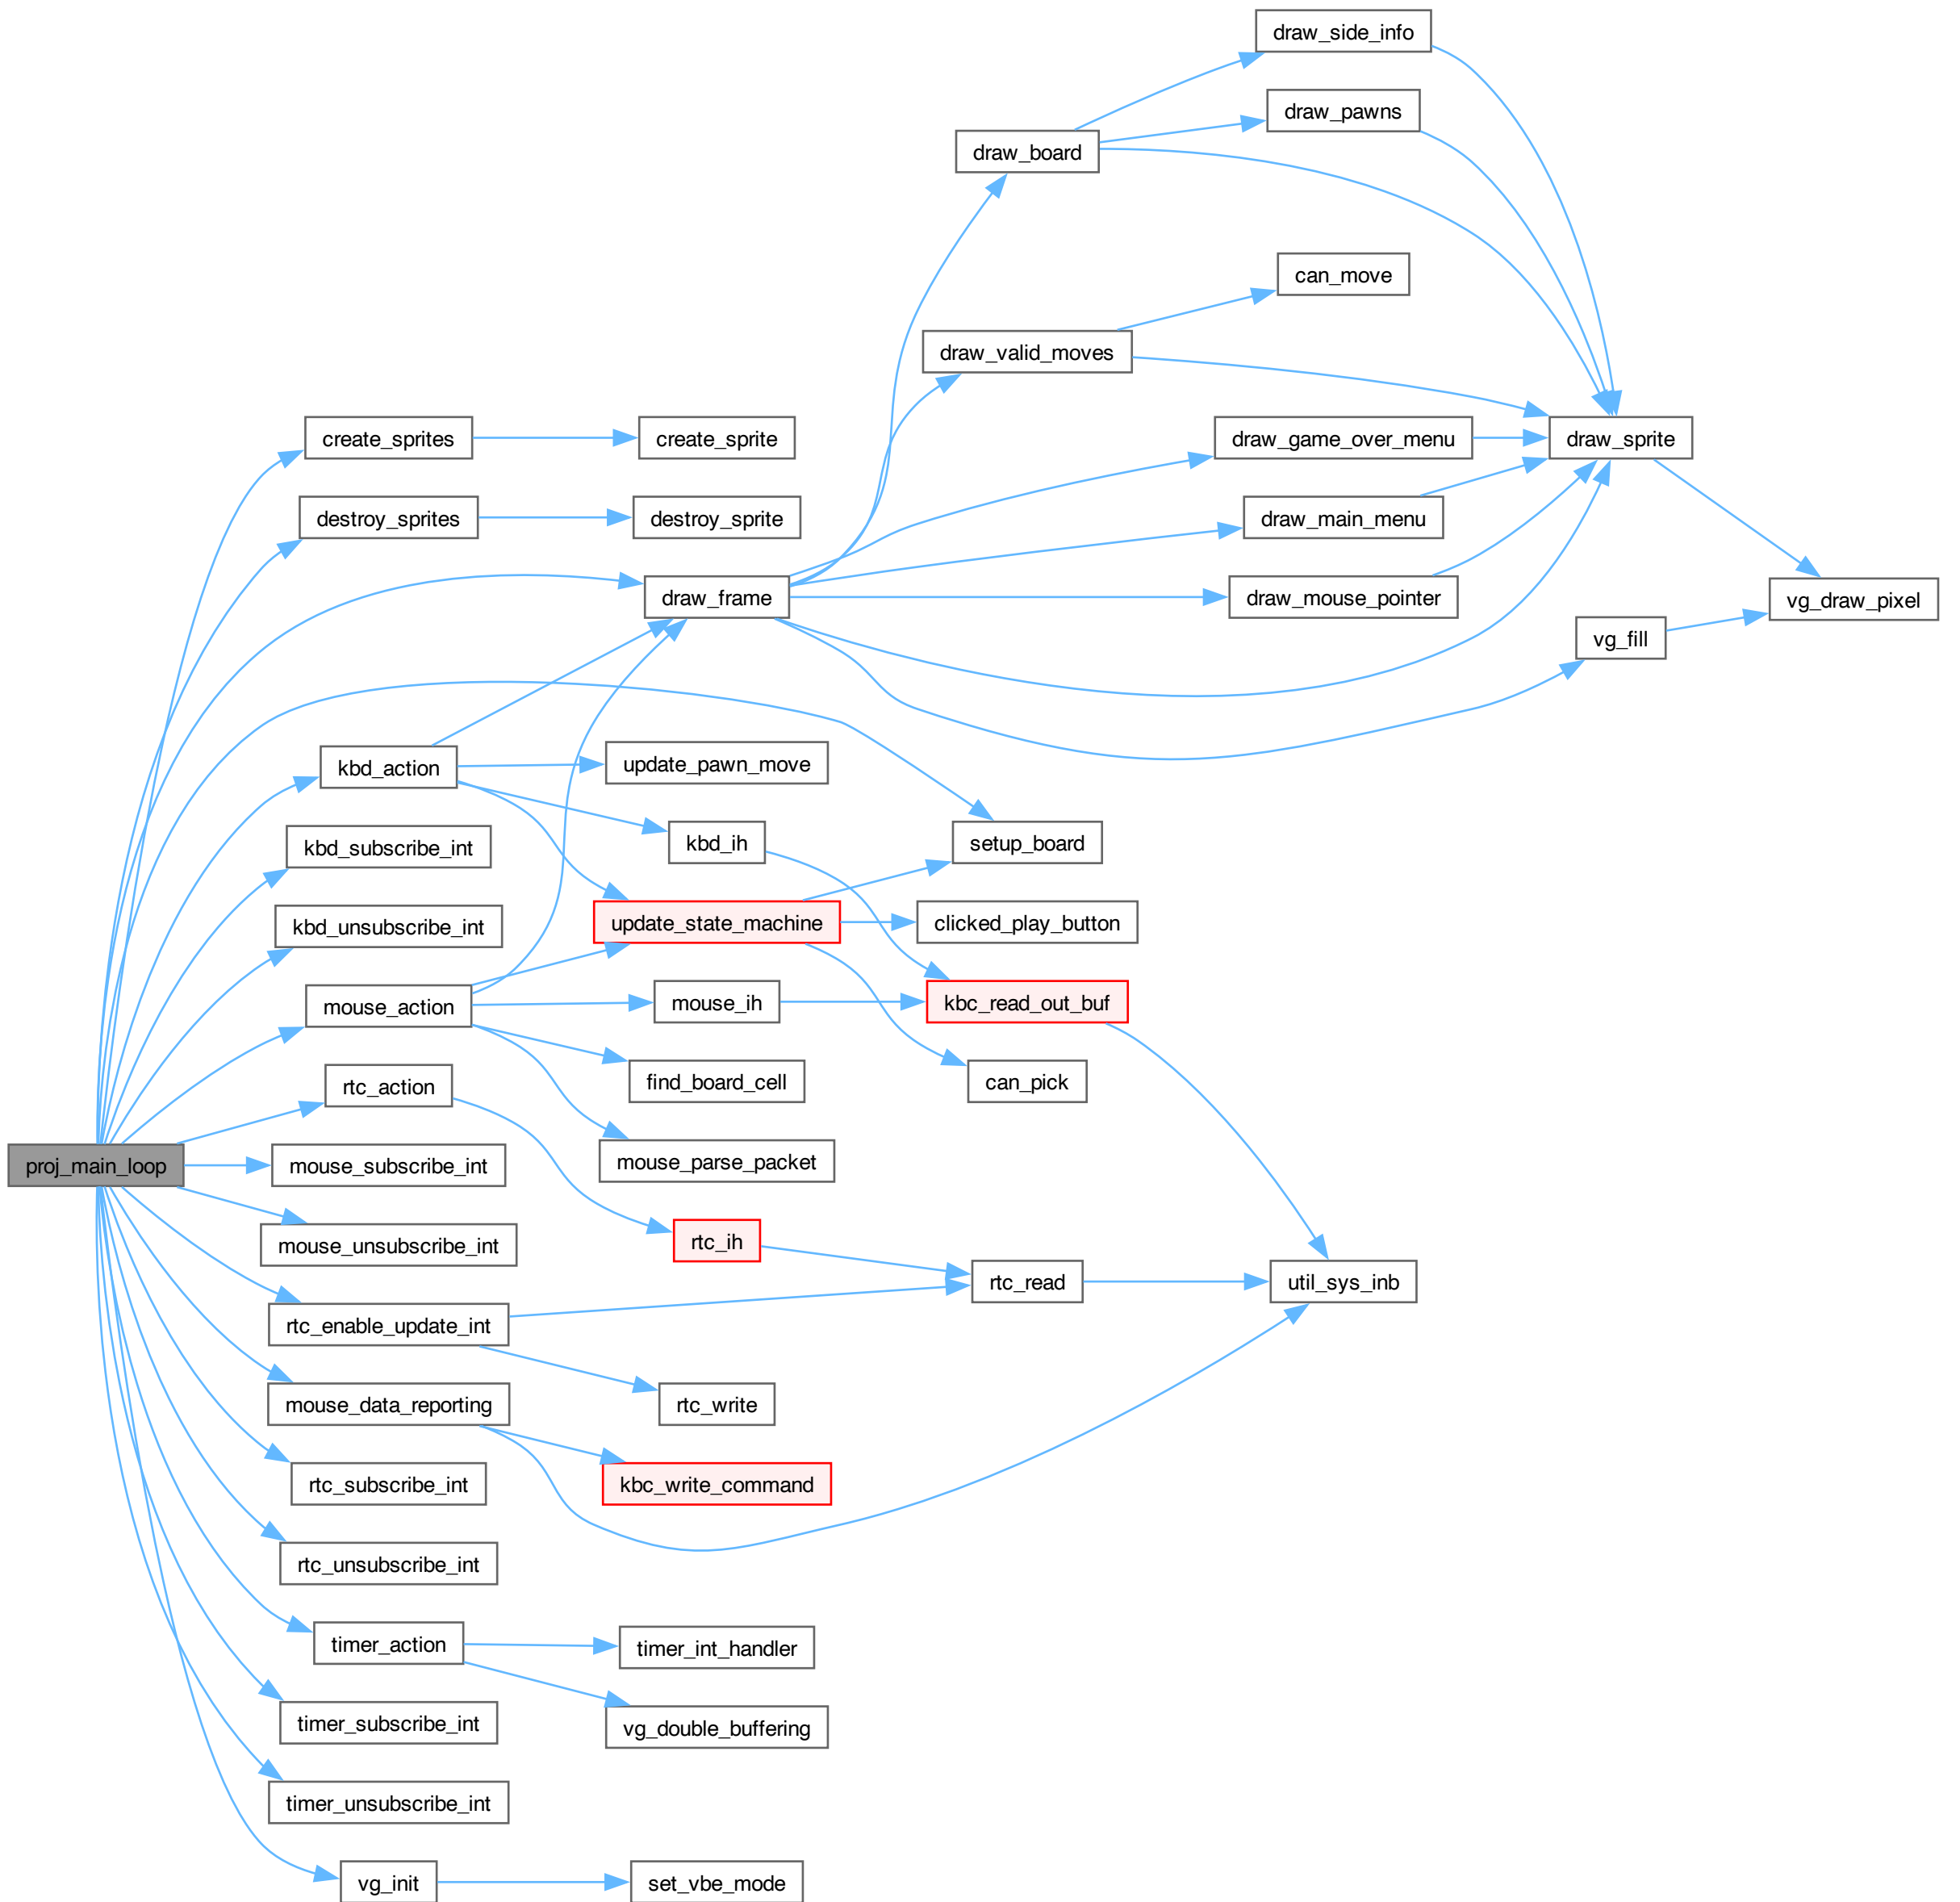 draw_side_info
draw_pawns
draw_board
can_move
draw_valid_moves
create_sprites
create_sprite
draw_game_over_menu
draw_sprite
destroy_sprites
destroy_sprite
draw_main_menu
draw_frame
draw_mouse_pointer
vg_draw_pixel
vg_fill
kbd_action
update_pawn_move
kbd_subscribe_int
kbd_ih
setup_board
kbd_unsubscribe_int
update_state_machine
clicked_play_button
mouse_action
mouse_ih
kbc_read_out_buf
rtc_action
find_board_cell
can_pick
proj_main_loop
mouse_subscribe_int
mouse_parse_packet
mouse_unsubscribe_int
rtc_ih
rtc_read
util_sys_inb
rtc_enable_update_int
mouse_data_reporting
rtc_write
rtc_subscribe_int
kbc_write_command
rtc_unsubscribe_int
timer_action
timer_int_handler
timer_subscribe_int
vg_double_buffering
timer_unsubscribe_int
vg_init
set_vbe_mode